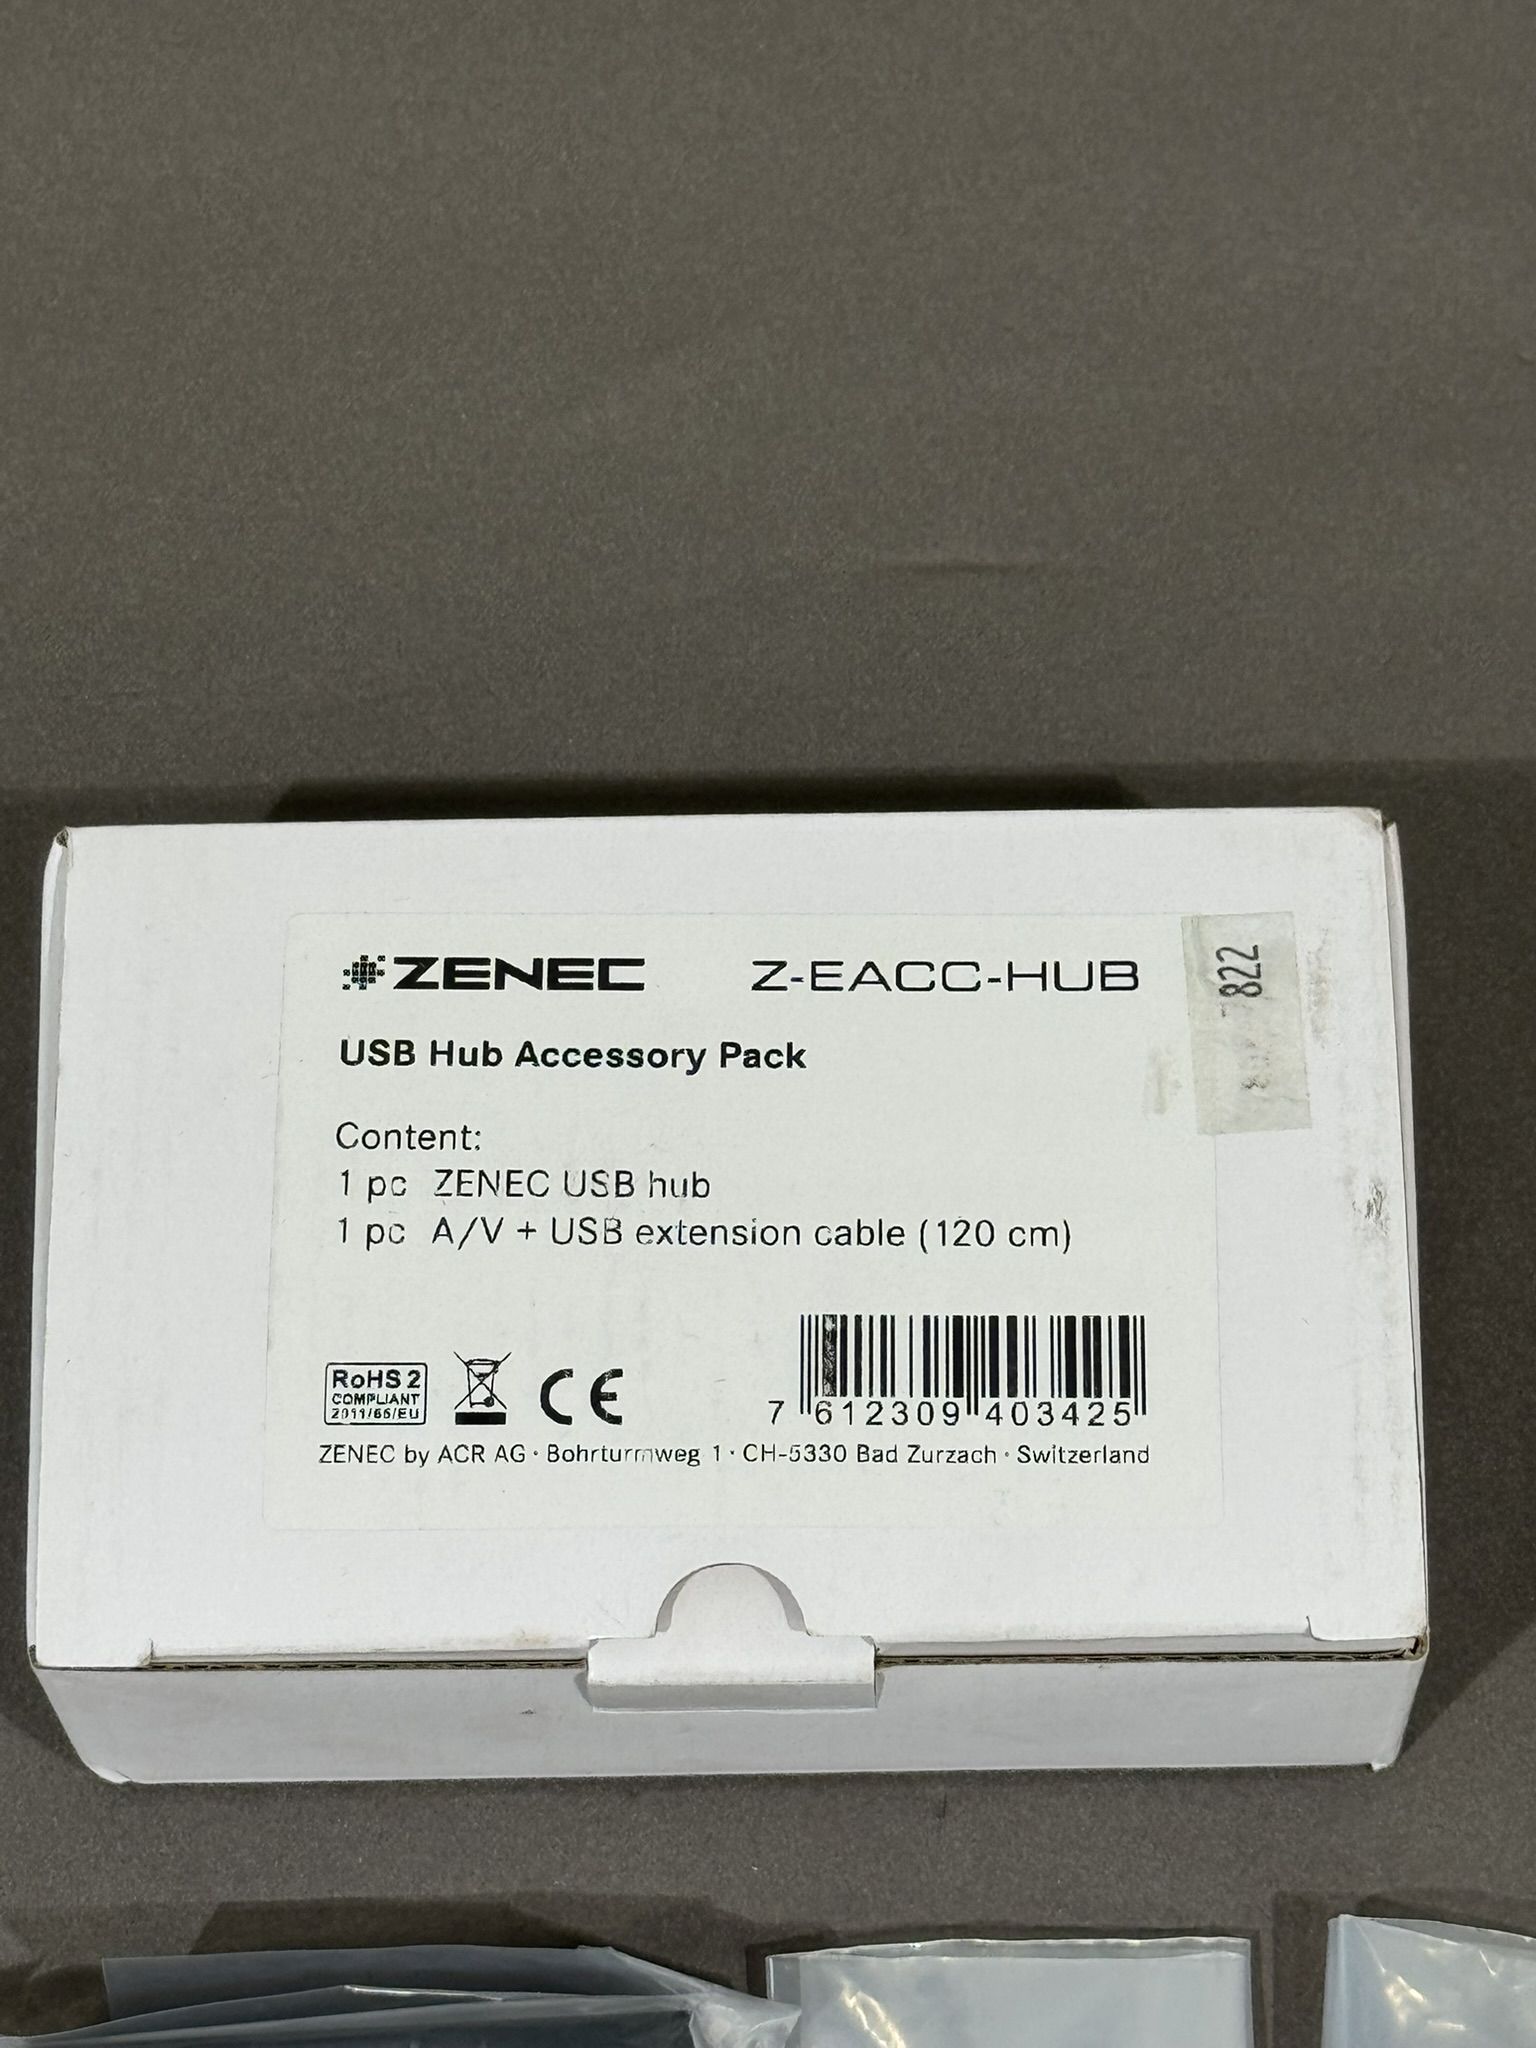 ZENEC Z-EACC-HUB
822
USB Hub Accessory Pack
Content:
1 pc ZENEC USB hub
1 pc A/V + USB extension cable (120 cm)
RoHS 2
COMPLIANT
2011/65/EU
CE
7 612309 403425
ZENEC by ACR AG · Bohrturmweg 1 · CH-5330 Bad Zurzach · Switzerland